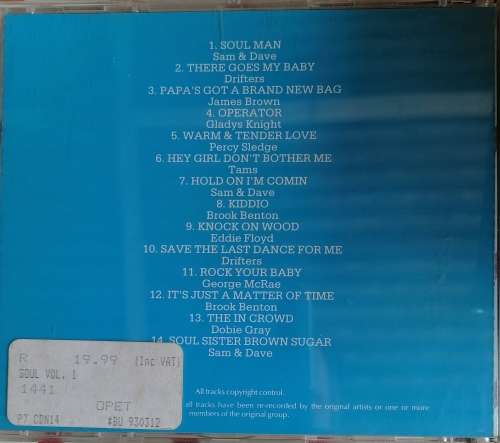 1. SOUL MAN
Sam & Dave
2. THERE GOES MY BABY
Drifters
3. PAPA'S GOT A BRAND NEW BAG
James Brown
4. OPERATOR
Gladys Knight
5. WARM & TENDER LOVE
Percy Sledge
6. HEY GIRL DON'T BOTHER ME
Tams
7. HOLD ON I'M COMIN
Sam & Dave
8. KIDDIO
Brook Benton
9. KNOCK ON WOOD
Eddie Floyd
10. SAVE THE LAST DANCE FOR ME
Drifters
11. ROCK YOUR BABY
George McRae
12. IT'S JUST A MATTER OF TIME
Brook Benton
13. THE IN CROWD
Dobie Gray
14. SOUL SISTER BROWN SUGAR
Sam & Dave
R 19.99 (Inc VAT)
SOUL VOL. 1
1441
OPET
P7 CDN14 #BU 930312
All tracks copyright control.
all tracks have been re-recorded by the original artists or one or more
members of the original group.